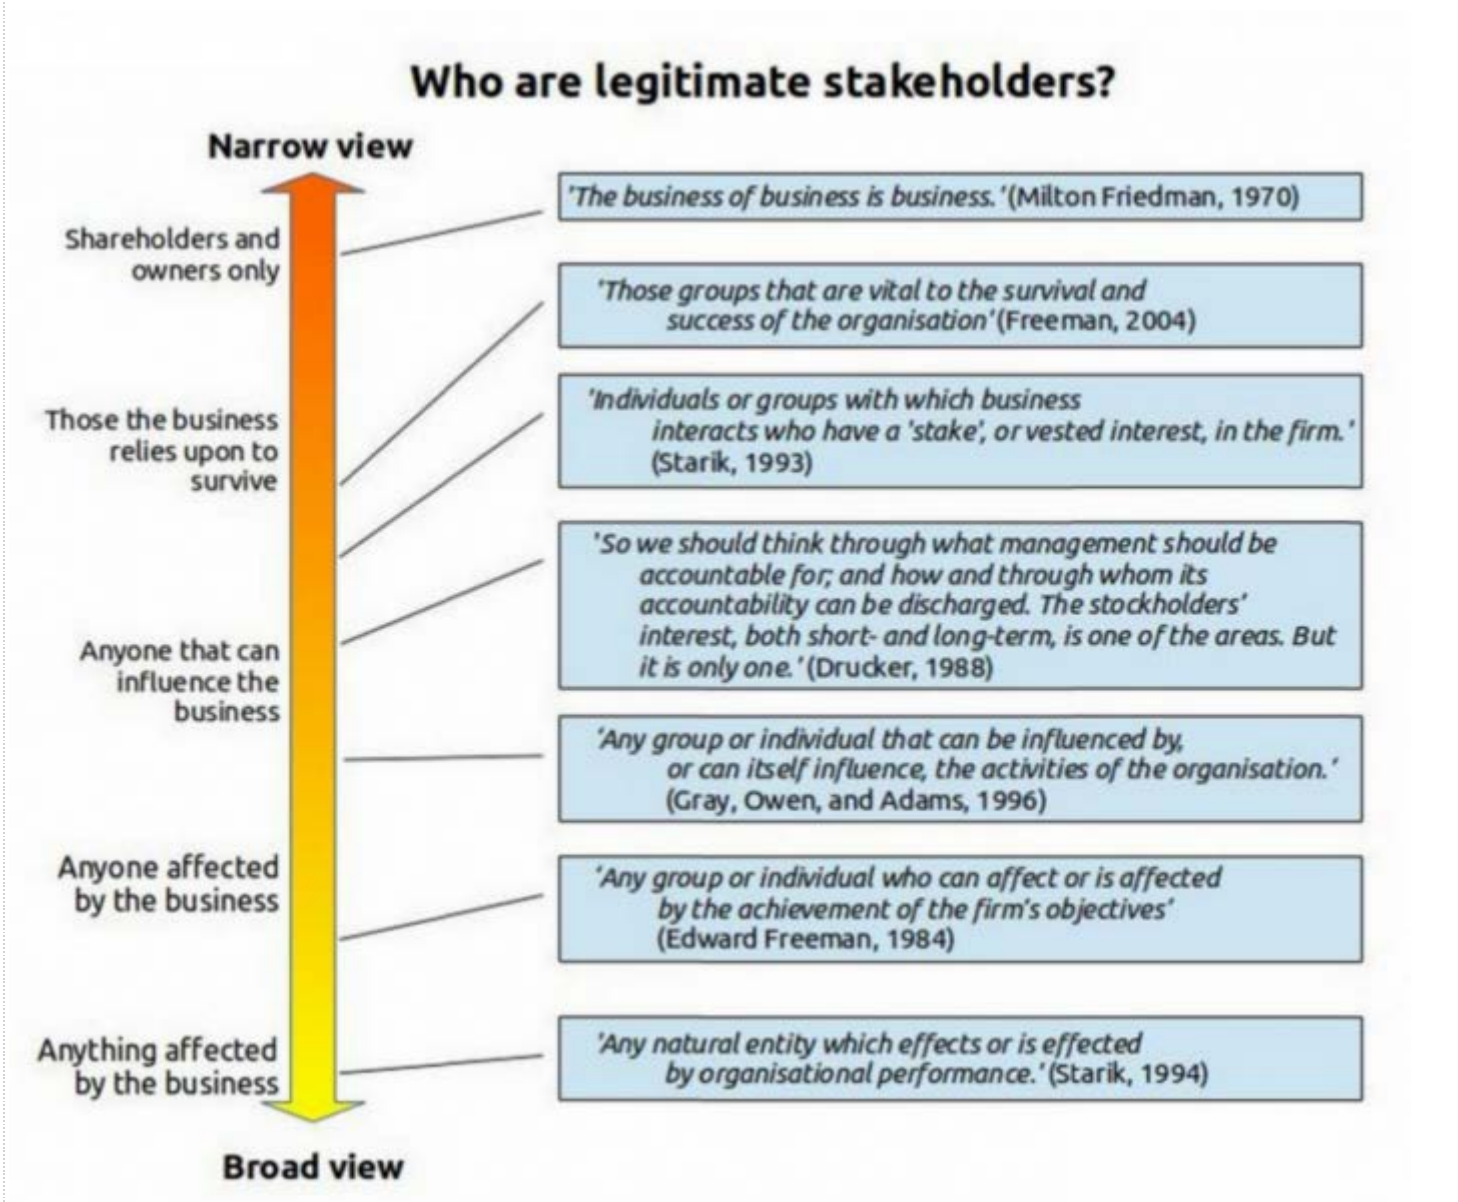 Who are legitimate stakeholders?
Narrow view
Shareholders and
owners only
Those the business
relies upon to
survive
Anyone that can
influence the
business
Anyone affected
by the business
Anything affected
by the business
Broad view
'The business of business is business.'(Milton Friedman, 1970)
'Those groups that are vital to the survival and
success of the organisation'(Freeman, 2004)
'Individuals or groups with which business
interacts who have a 'stake', or vested interest, in the firm.'
(Starik, 1993)
'So we should think through what management should be
accountable for; and how and through whom its
accountability can be discharged. The stockholders'
interest, both short- and long-term, is one of the areas. But
it is only one.'(Drucker, 1988)
'Any group or individual that can be influenced by,
or can itself influence, the activities of the organisation.'
(Gray, Owen, and Adams, 1996)
'Any group or individual who can affect or is affected
by the achievement of the firm's objectives'
(Edward Freeman, 1984)
'Any natural entity which effects or is effected
by organisational performance.'(Starik, 1994)